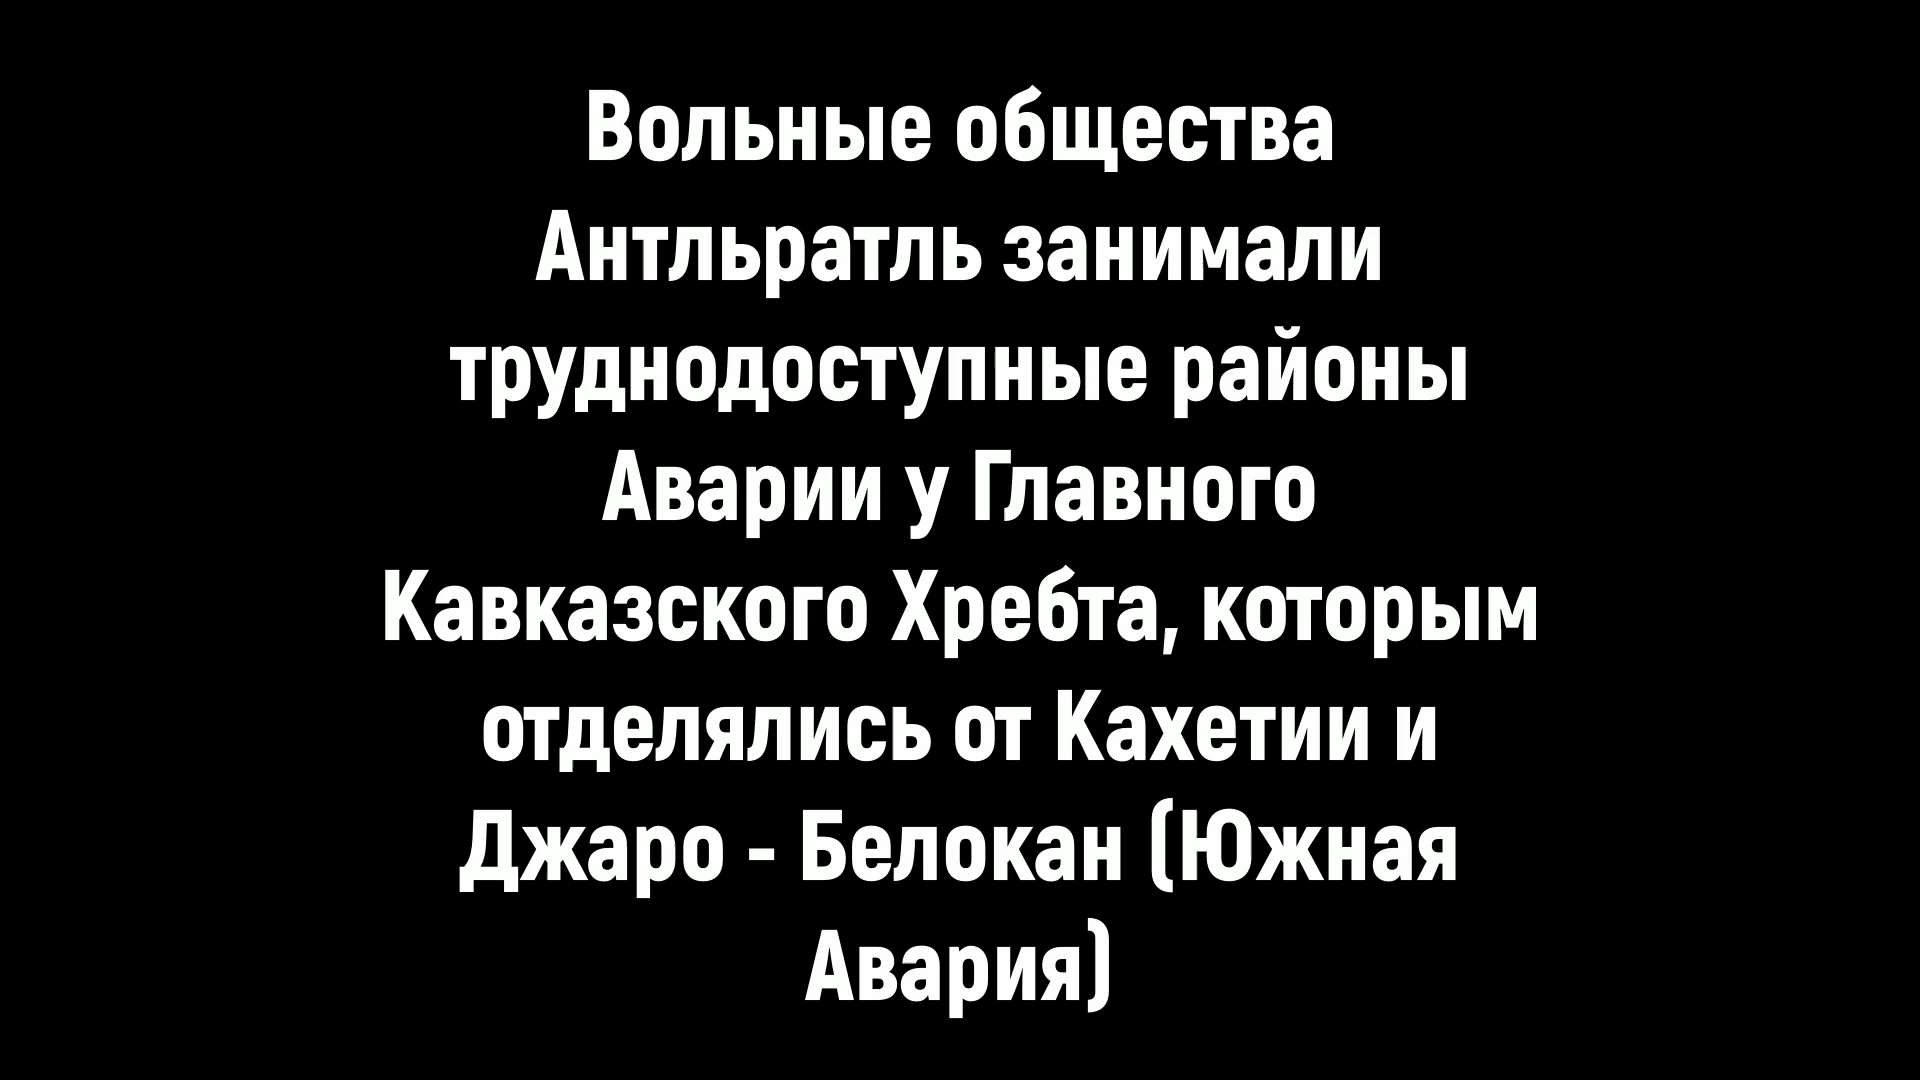 Вольные общества
Антльратль занимали
труднодоступные районы
Аварии у Главного
Кавказского Хребта, которым
отделялись от Кахетии и
Джаро - Белокан (Южная
Авария)